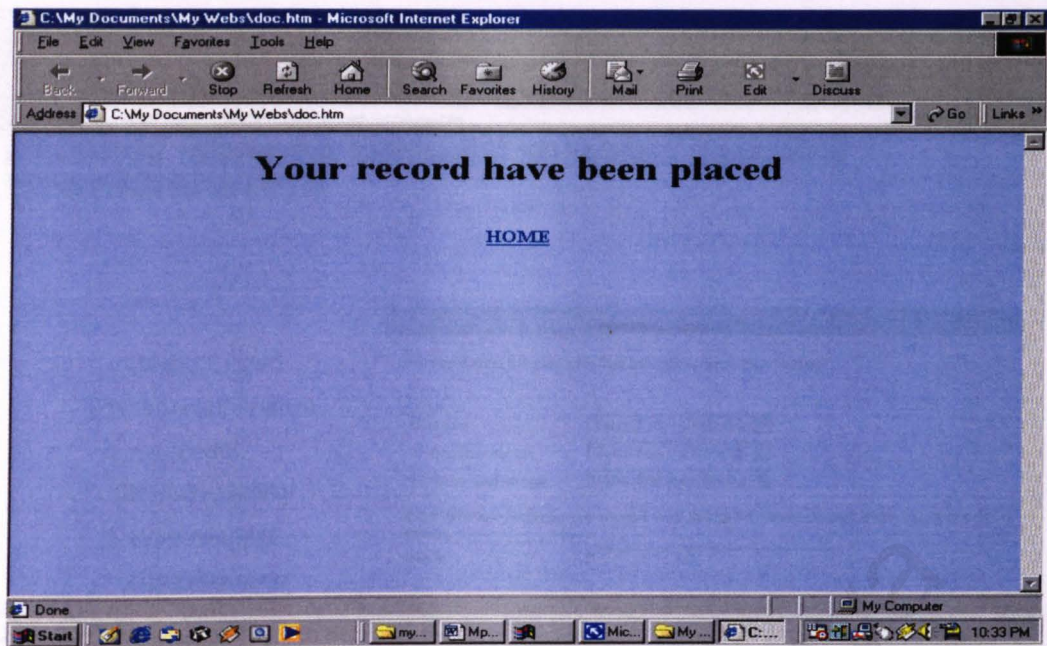 C:\My Documents\My Webs\doc.htm - Microsoft Internet Explorer
File Edit View Favorites Tools Help
Back Forward Stop Refresh Home Search Favorites History Mail Print Edit Discuss
Address C:\My Documents\My Webs\doc.htm Go Links »
Your record have been placed
HOME
Done My Computer
Start my... Mp... Mic... My ... C:... 10:33 PM